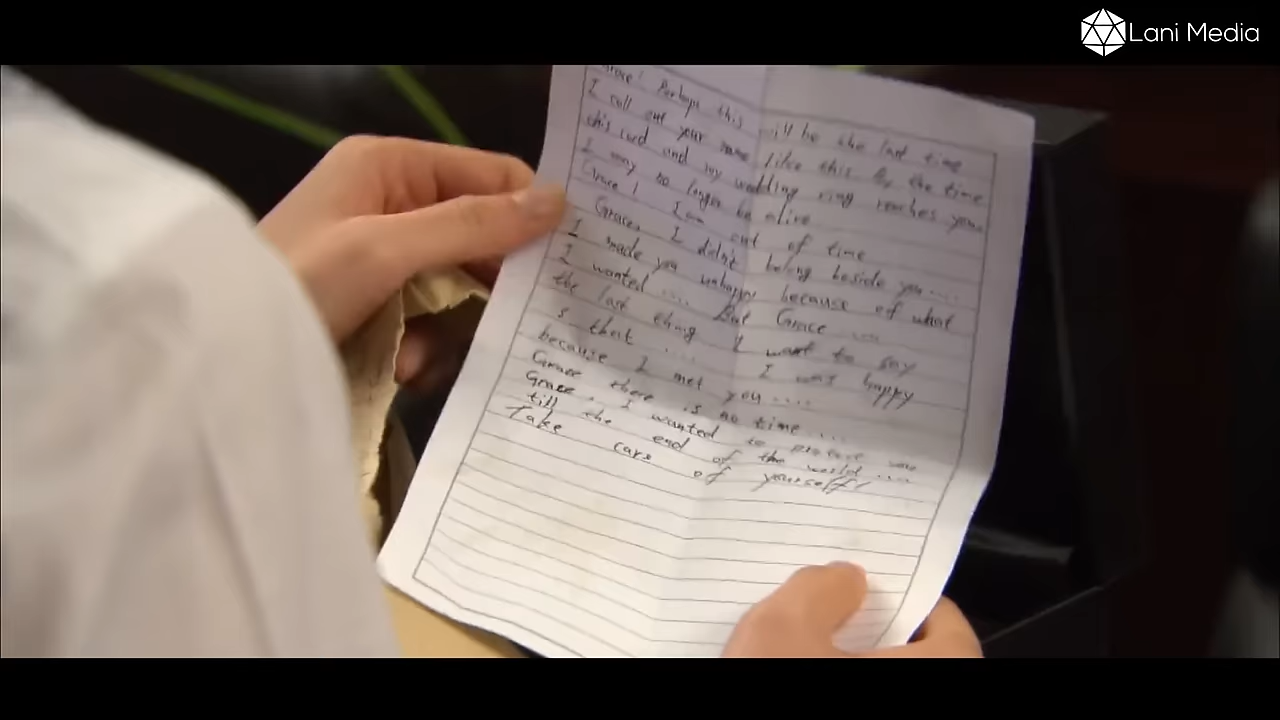 Lani Media
Grace! Perhaps this will be the last time
I call out your name like this. By the time
this card and my wedding ring reaches you.
I may no longer be alive
Grace! I am out of time
Grace, I didn't being beside you....
I made you unhappy because of what
I wanted .... But Grace ....
the last thing I want to say
s that .... I was happy
because I met you....
Grace there is no time ...
Grace, I wanted to protect you
till the end of the world ....
Take care of yourself!